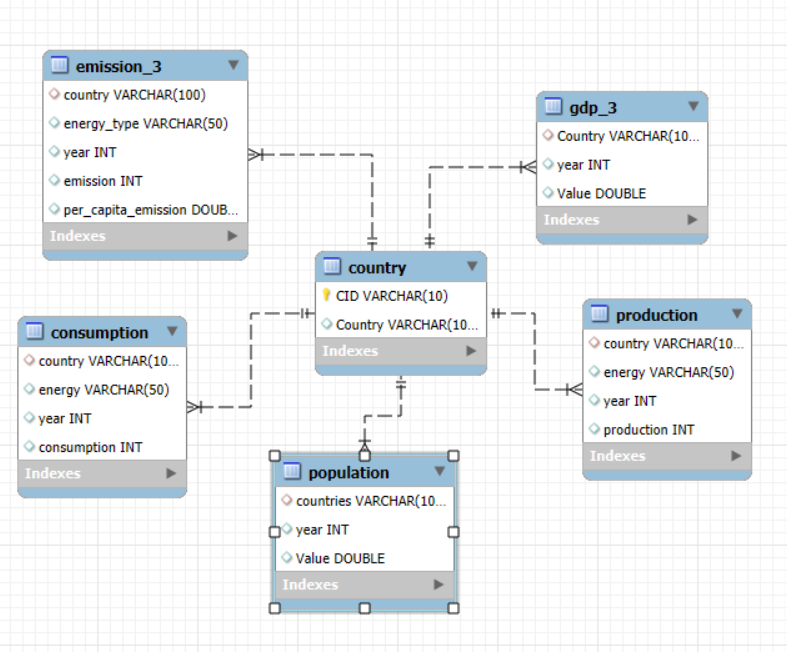 emission_3
country VARCHAR(100)
energy_type VARCHAR(50)
year INT
emission INT
per_capita_emission DOUB...
Indexes
gdp_3
Country VARCHAR(10...
year INT
Value DOUBLE
Indexes
country
CID VARCHAR(10)
Country VARCHAR(10...
Indexes
consumption
country VARCHAR(10...
energy VARCHAR(50)
year INT
consumption INT
Indexes
production
country VARCHAR(10...
energy VARCHAR(50)
year INT
production INT
Indexes
population
countries VARCHAR(10...
year INT
Value DOUBLE
Indexes